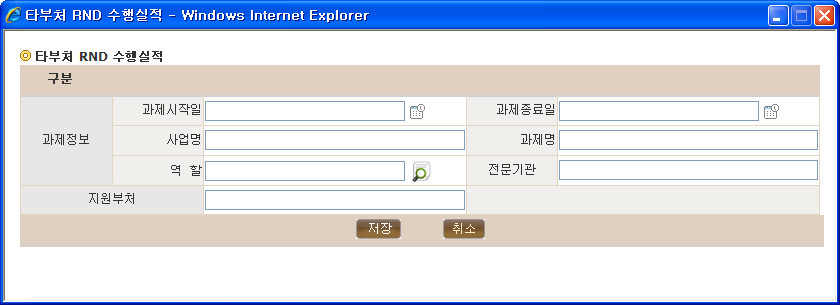 타부처 RND 수행실적 - Windows Internet Explorer
타부처 RND 수행실적
구분
과제시작일 과제종료일
과제정보 사업명 과제명
역 할 전문기관
지원부처
저장 취소